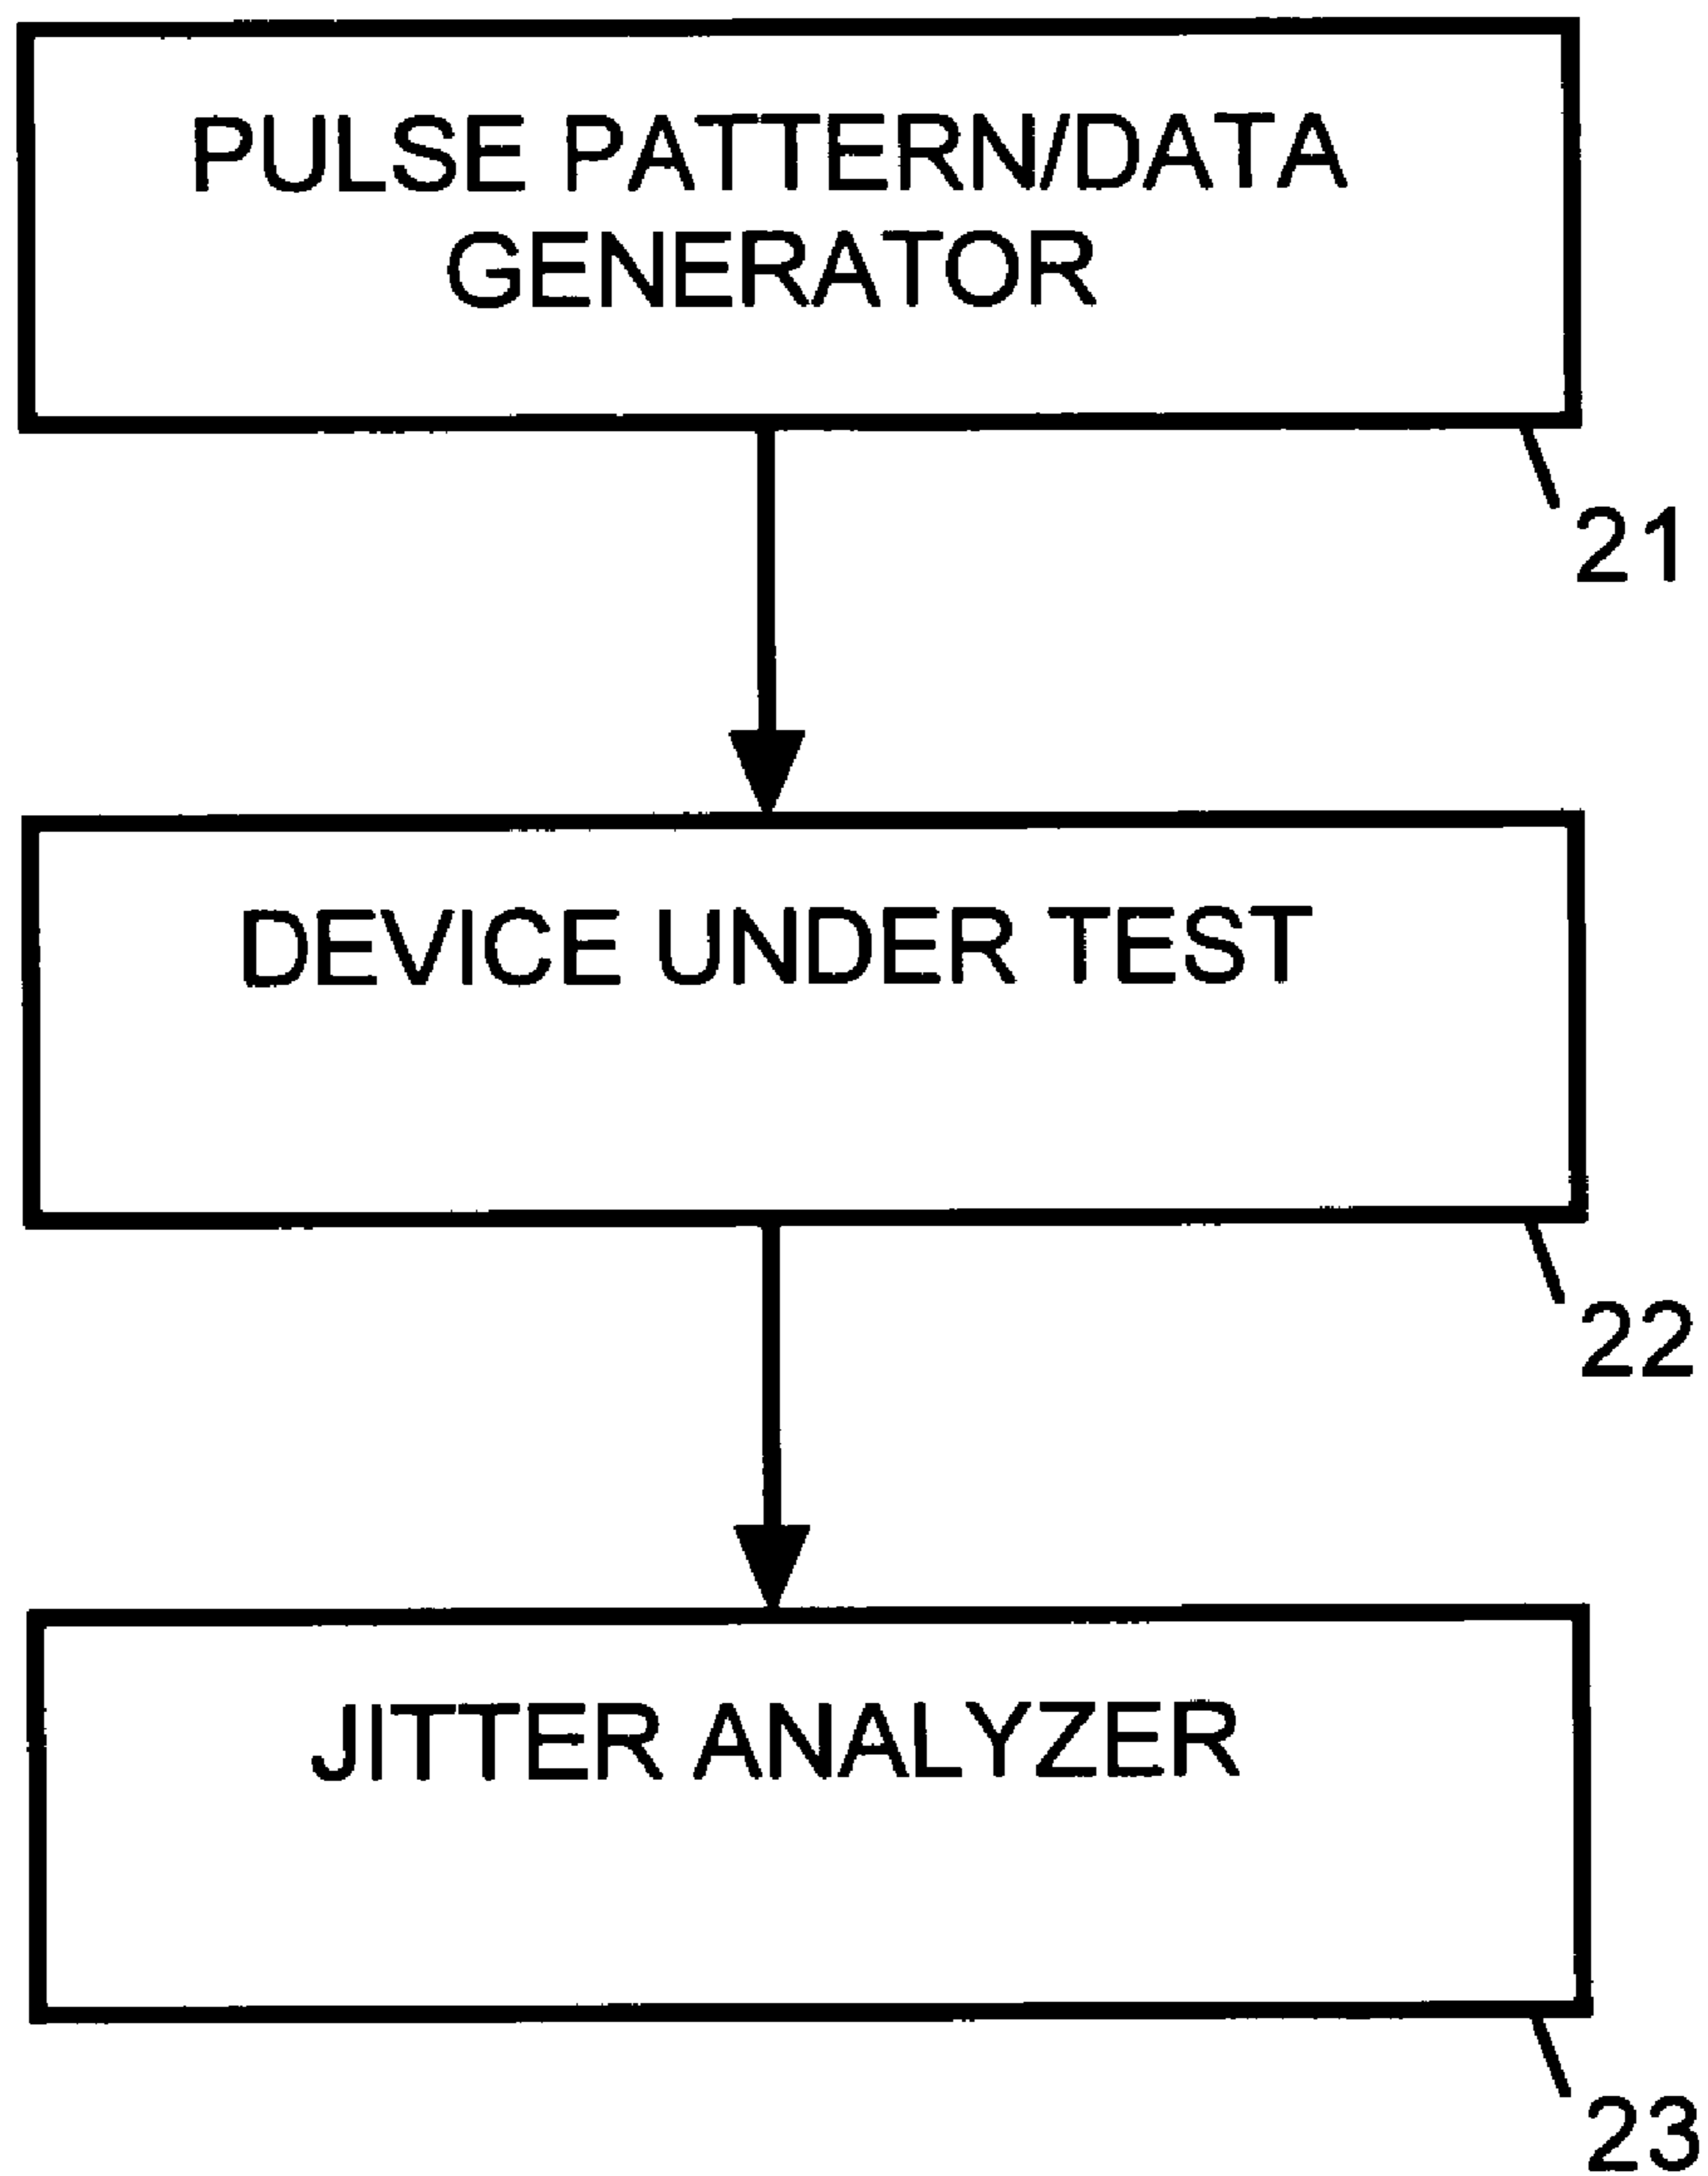 PULSE PATTERN/DATA
GENERATOR
21
DEVICE UNDER TEST
22
JITTER ANALYZER
23